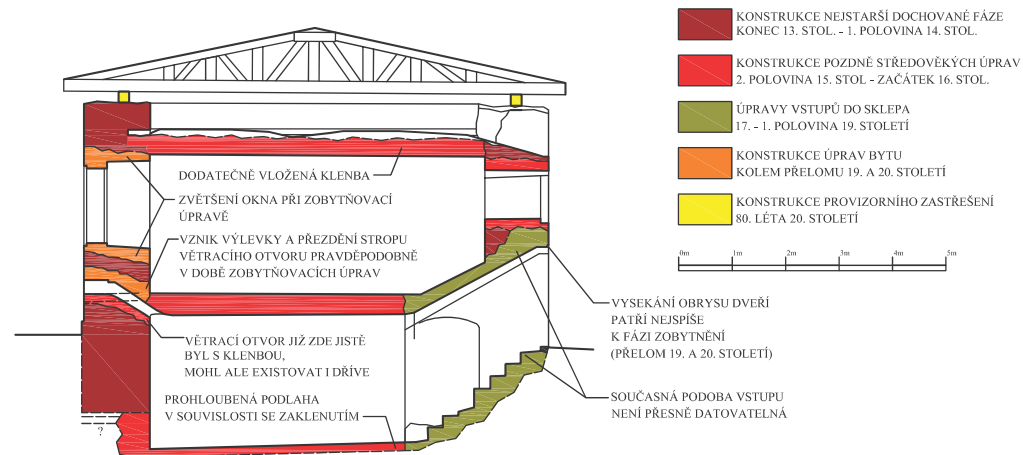 KONSTRUKCE NEJSTARŠÍ DOCHOVANÉ FÁZE
KONEC 13. STOL. - 1. POLOVINA 14. STOL.
KONSTRUKCE POZDNĚ STŘEDOVĚKÝCH ÚPRAV
2. POLOVINA 15. STOL - ZAČÁTEK 16. STOL.
ÚPRAVY VSTUPŮ DO SKLEPA
17. - 1. POLOVINA 19. STOLETÍ
KONSTRUKCE ÚPRAV BYTU
KOLEM PŘELOMU 19. A 20. STOLETÍ
KONSTRUKCE PROVIZORNÍHO ZASTŘEŠENÍ
80. LÉTA 20. STOLETÍ
0m 1m 2m 3m 4m 5m
DODATEČNĚ VLOŽENÁ KLENBA
ZVĚTŠENÍ OKNA PŘI ZOBYTŇOVACÍ
ÚPRAVĚ
VZNIK VÝLEVKY A PŘEZDĚNÍ STROPU
VĚTRACÍHO OTVORU PRAVDĚPODOBNĚ
V DOBĚ ZOBYTŇOVACÍCH ÚPRAV
VĚTRACÍ OTVOR JIŽ ZDE JISTĚ
BYL S KLENBOU,
MOHL ALE EXISTOVAT I DŘÍVE
PROHLOUBENÁ PODLAHA
V SOUVISLOSTI SE ZAKLENUTÍM
?
VYSEKÁNÍ OBRYSU DVEŘÍ
PATŘÍ NEJSPÍŠE
K FÁZI ZOBYTNĚNÍ
(PŘELOM 19. A 20. STOLETÍ)
SOUČASNÁ PODOBA VSTUPU
NENÍ PŘESNĚ DATOVATELNÁ